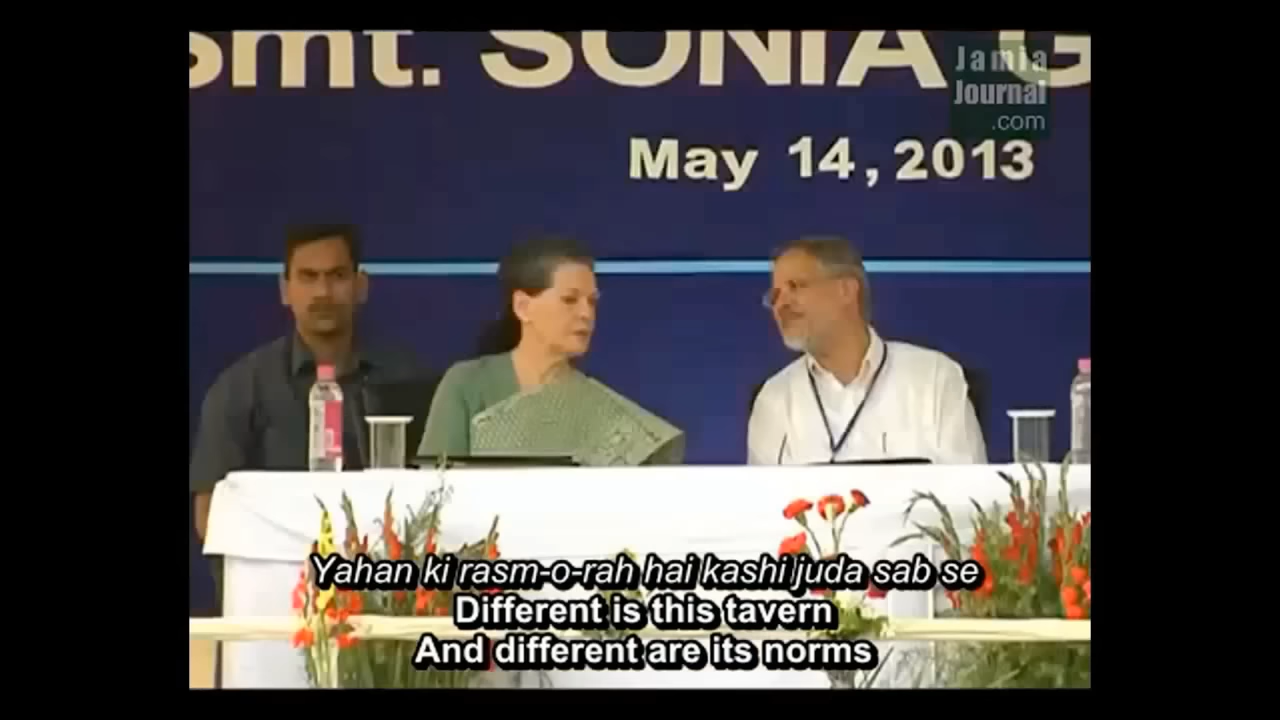 smt. SONIA G
Jamia
Journal
.com
May 14, 2013
Yahan ki rasm-o-rah hai kashi juda sab se
Different is this tavern
And different are its norms